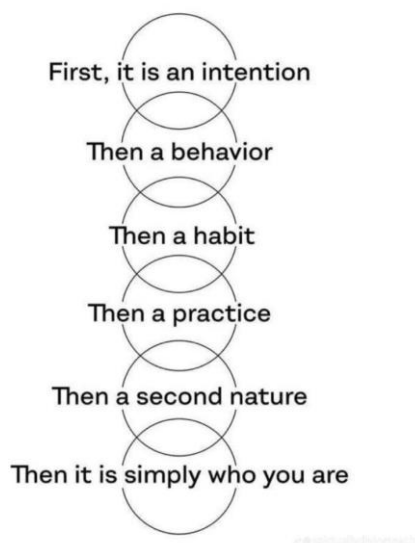 First, it is an intention
Then a behavior
Then a habit
Then a practice
Then a second nature
Then it is simply who you are